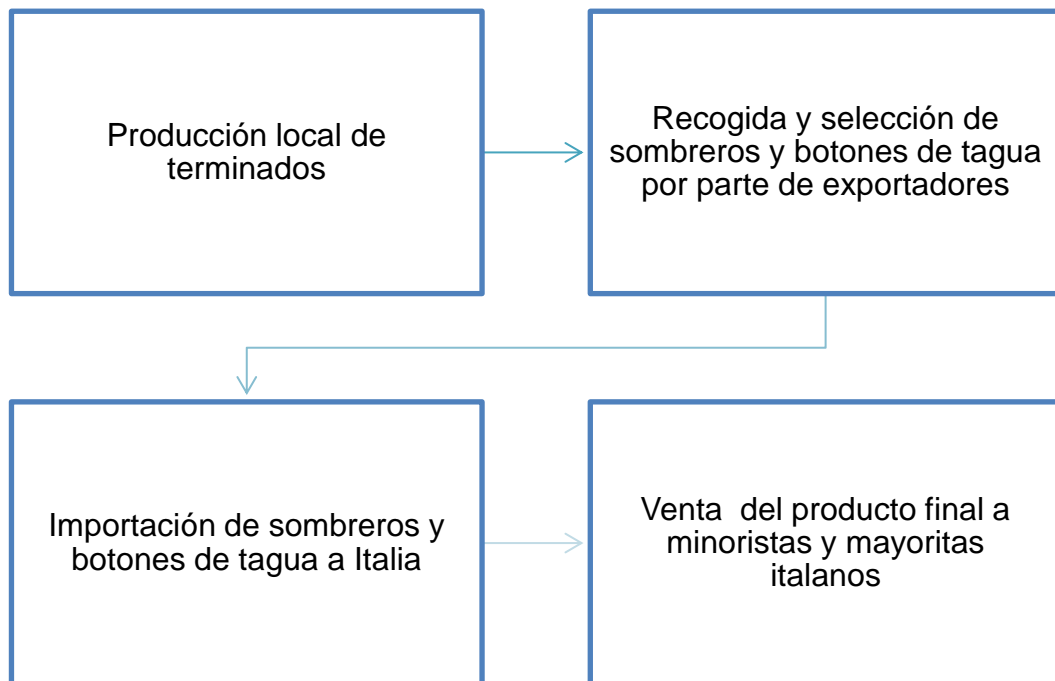 Producción local de
terminados
Recogida y selección de
sombreros y botones de tagua
por parte de exportadores
Importación de sombreros y
botones de tagua a Italia
Venta  del producto final a
minoristas y mayoritas
italanos